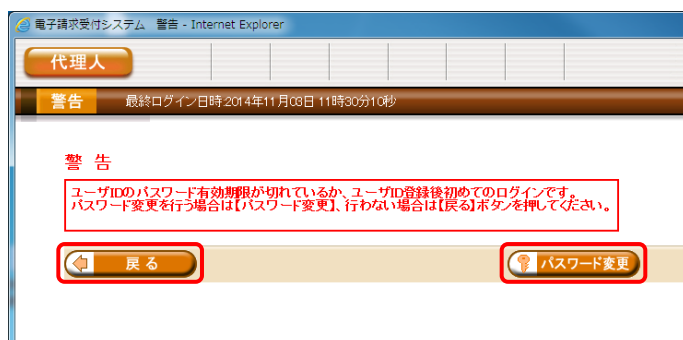 電子請求受付システム　警告 - Internet Explorer
代理人
警告　最終ログイン日時:2014年11月03日 11時30分10秒
警 告
ユーザIDのパスワード有効期限が切れているか、ユーザID登録後初めてのログインです。
パスワード変更を行う場合は【パスワード変更】、行わない場合は【戻る】ボタンを押してください。
戻 る　パスワード変更